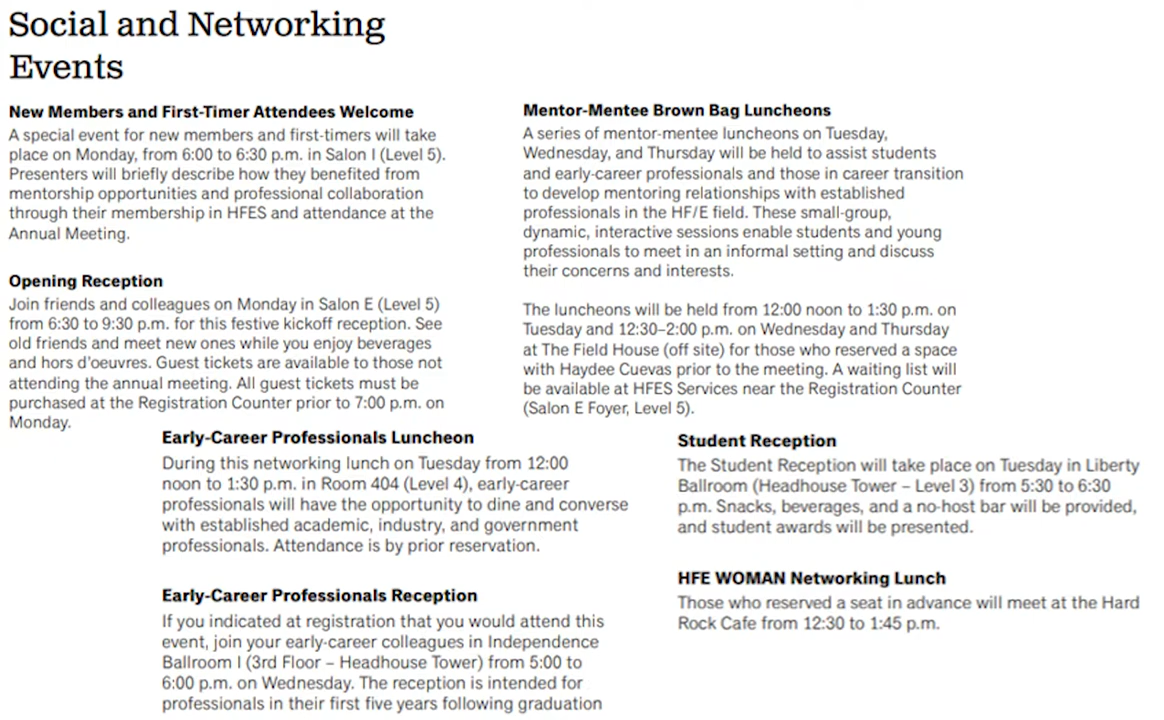 Social and Networking
Events
New Members and First-Timer Attendees Welcome
A special event for new members and first-timers will take
place on Monday, from 6:00 to 6:30 p.m. in Salon I (Level 5).
Presenters will briefly describe how they benefited from
mentorship opportunities and professional collaboration
through their membership in HFES and attendance at the
Annual Meeting.
Opening Reception
Join friends and colleagues on Monday in Salon E (Level 5)
from 6:30 to 9:30 p.m. for this festive kickoff reception. See
old friends and meet new ones while you enjoy beverages
and hors d'oeuvres. Guest tickets are available to those not
attending the annual meeting. All guest tickets must be
purchased at the Registration Counter prior to 7:00 p.m. on
Monday.
Mentor-Mentee Brown Bag Luncheons
A series of mentor-mentee luncheons on Tuesday,
Wednesday, and Thursday will be held to assist students
and early-career professionals and those in career transition
to develop mentoring relationships with established
professionals in the HF/E field. These small-group,
dynamic, interactive sessions enable students and young
professionals to meet in an informal setting and discuss
their concerns and interests.
The luncheons will be held from 12:00 noon to 1:30 p.m. on
Tuesday and 12:30–2:00 p.m. on Wednesday and Thursday
at The Field House (off site) for those who reserved a space
with Haydee Cuevas prior to the meeting. A waiting list will
be available at HFES Services near the Registration Counter
(Salon E Foyer, Level 5).
Early-Career Professionals Luncheon
During this networking lunch on Tuesday from 12:00
noon to 1:30 p.m. in Room 404 (Level 4), early-career
professionals will have the opportunity to dine and converse
with established academic, industry, and government
professionals. Attendance is by prior reservation.
Early-Career Professionals Reception
If you indicated at registration that you would attend this
event, join your early-career colleagues in Independence
Ballroom I (3rd Floor – Headhouse Tower) from 5:00 to
6:00 p.m. on Wednesday. The reception is intended for
professionals in their first five years following graduation
Student Reception
The Student Reception will take place on Tuesday in Liberty
Ballroom (Headhouse Tower – Level 3) from 5:30 to 6:30
p.m. Snacks, beverages, and a no-host bar will be provided,
and student awards will be presented.
HFE WOMAN Networking Lunch
Those who reserved a seat in advance will meet at the Hard
Rock Cafe from 12:30 to 1:45 p.m.